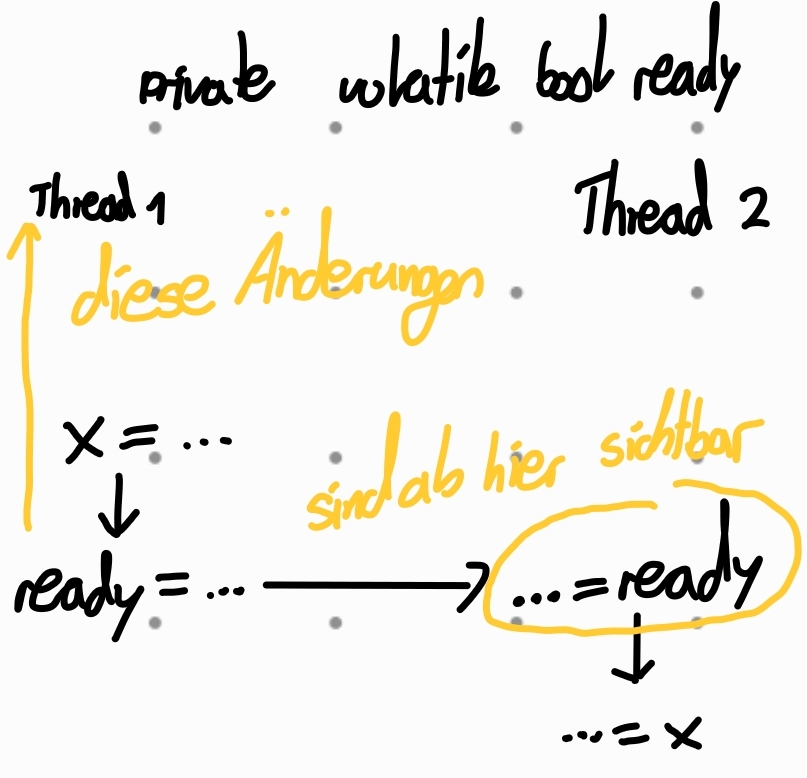 private volatile bool ready
Thread 1 Thread 2
diese Änderungen
x = ...
sind ab hier sichtbar
ready = ... ... = ready
... = x